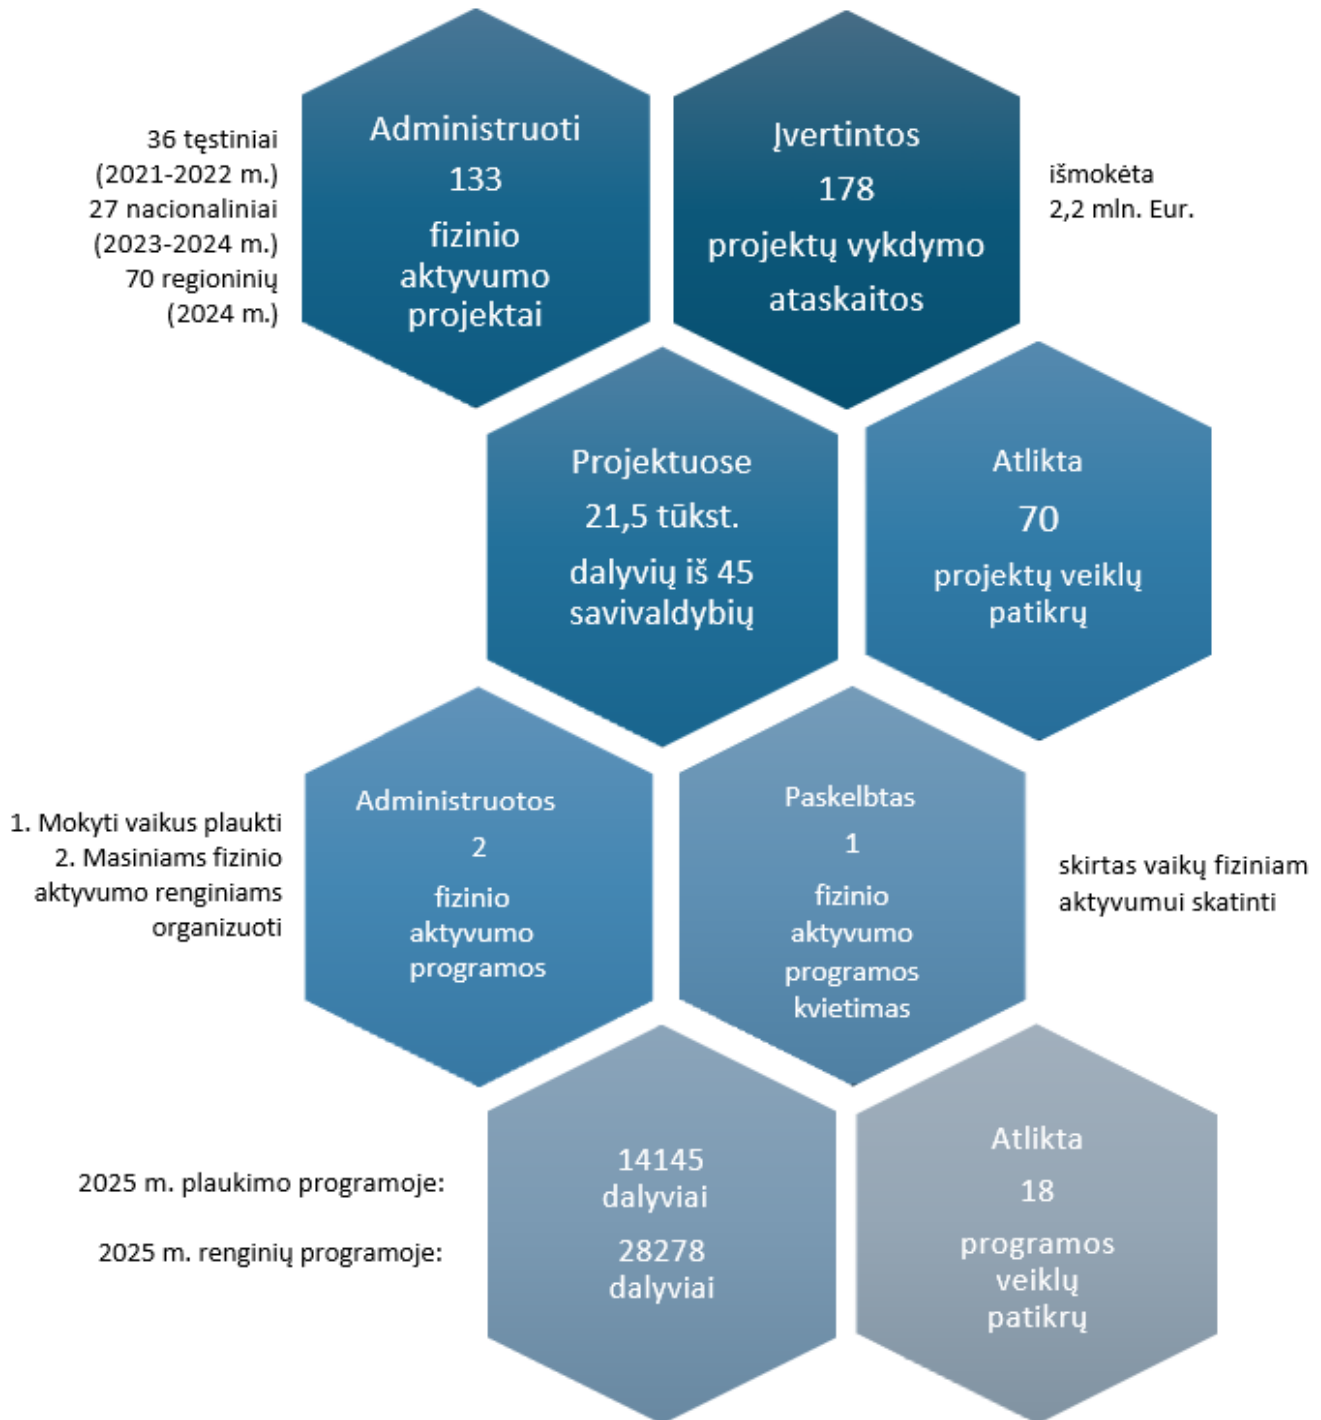 36 tęstiniai
(2021-2022 m.)
27 nacionaliniai
(2023-2024 m.)
70 regioninių
(2024 m.)
Administruoti
133
fizinio
aktyvumo
projektai
Įvertintos
178
projektų vykdymo
ataskaitos
išmokėta
2,2 mln. Eur.
Projektuose
21,5 tūkst.
dalyvių iš 45
savivaldybių
Atlikta
70
projektų veiklų
patikrų
1. Mokyti vaikus plaukti
2. Masiniams fizinio
aktyvumo renginiams
organizuoti
Administruotos
2
fizinio
aktyvumo
programos
Paskelbtas
1
fizinio
aktyvumo
programos
kvietimas
skirtas vaikų fiziniam
aktyvumui skatinti
2025 m. plaukimo programoje:
2025 m. renginių programoje:
14145
dalyviai
28278
dalyviai
Atlikta
18
programos
veiklų
patikrų